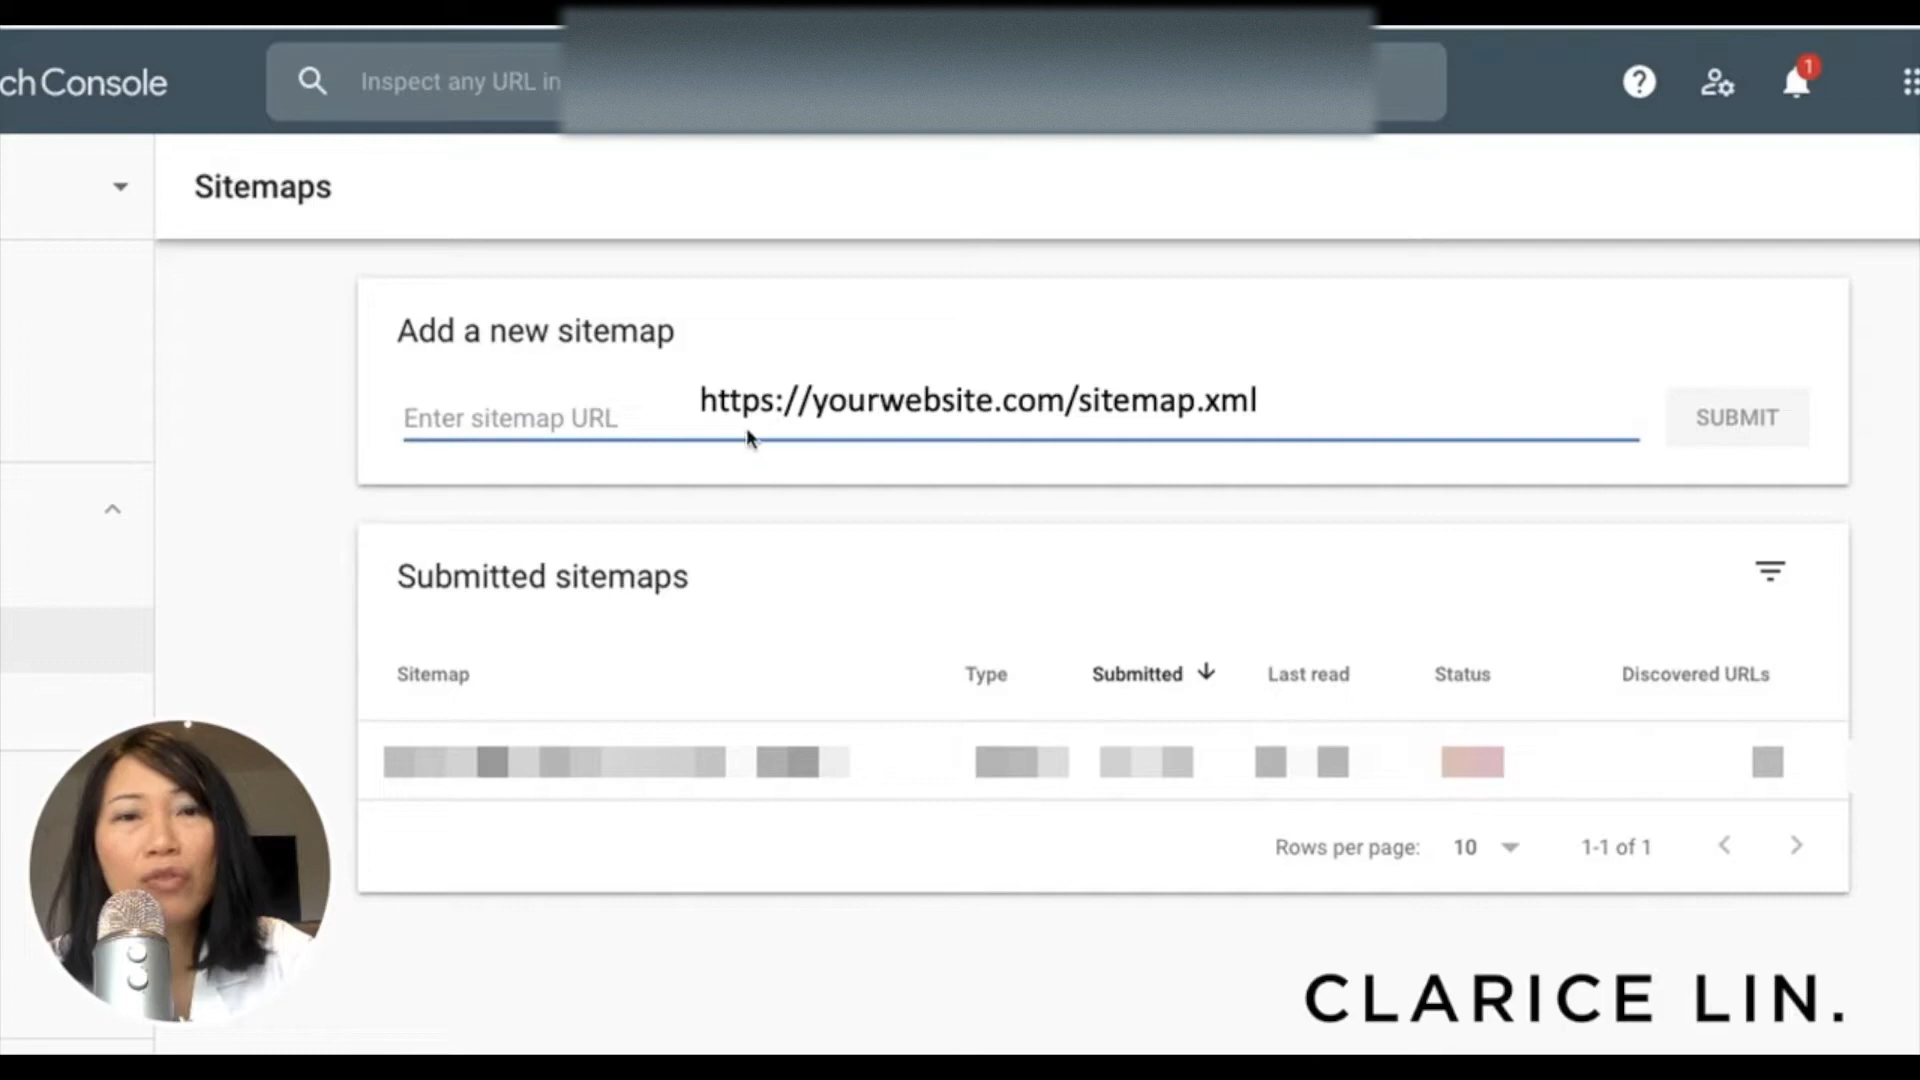 ch Console
Inspect any URL in
1
Sitemaps
Add a new sitemap
https://yourwebsite.com/sitemap.xml
Enter sitemap URL
SUBMIT
Submitted sitemaps
Sitemap Type Submitted Last read Status Discovered URLs
Rows per page: 10 1-1 of 1
CLARICE LIN.